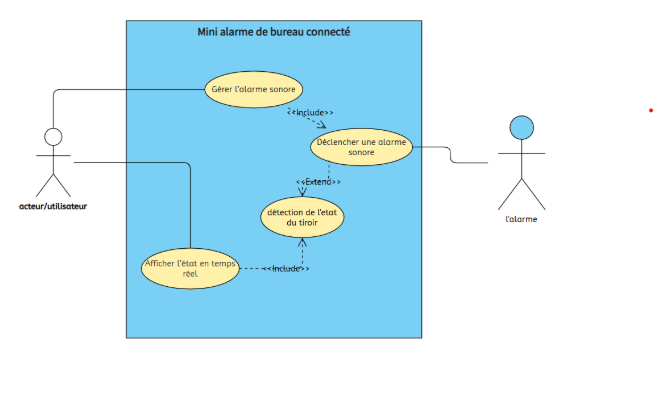 Mini alarme de bureau connecté
Gérer l'alarme sonore
<<Include>>
Déclencher une alarme
sonore
<<Extend>>
acteur/utilisateur
l'alarme
détection de l'etat
du tiroir
Afficher l'état en temps
réel
<<Include>>